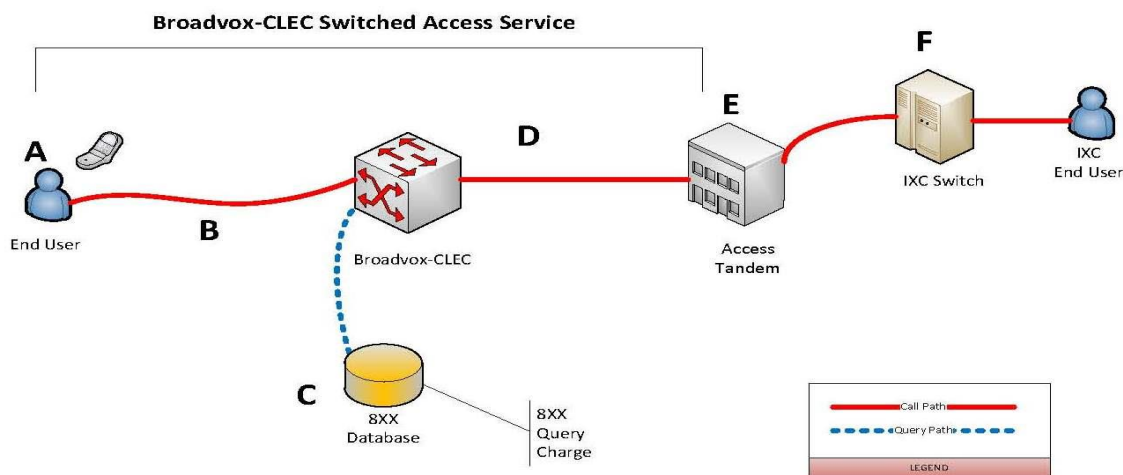 Broadvox-CLEC Switched Access Service
F
E
D
A
B
C
End User
Broadvox-CLEC
Access
Tandem
IXC Switch
IXC
End User
8XX
Database
8XX
Query
Charge
Call Path
Query Path
LEGEND